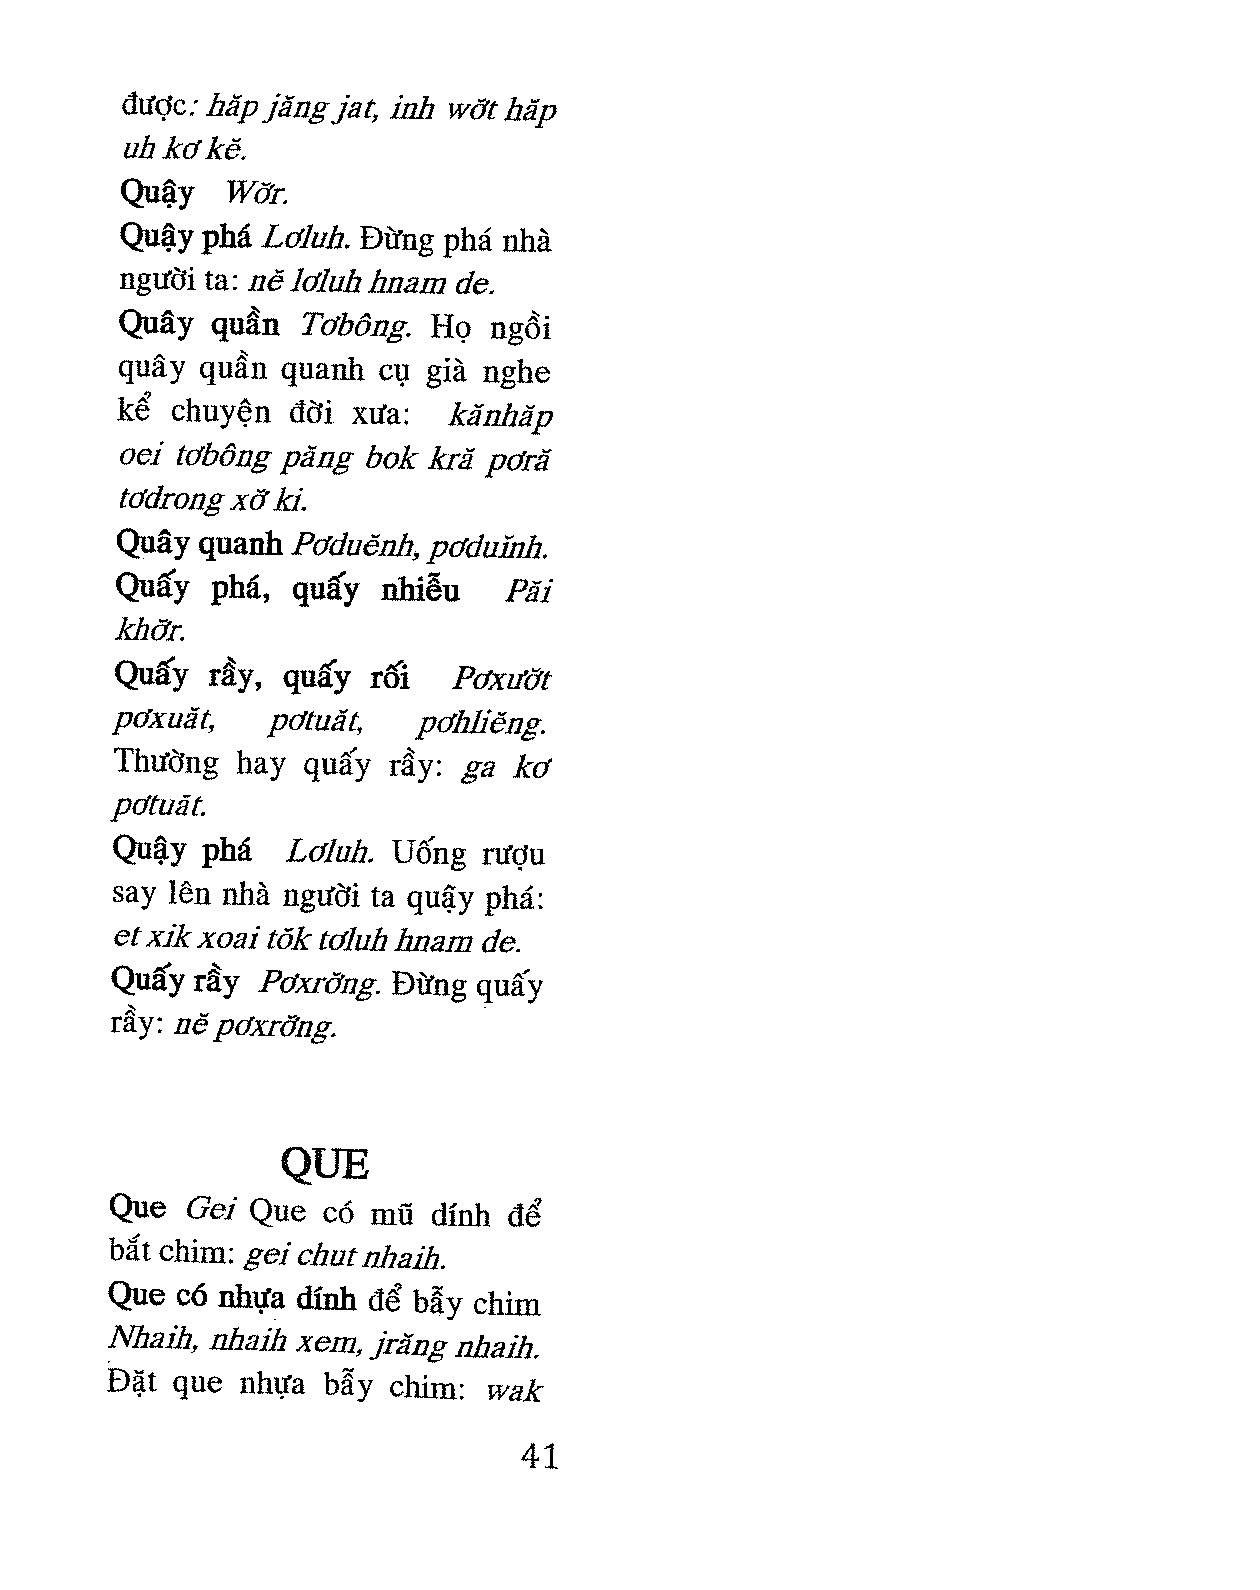 được: hăp jăng jat, inh wơ̆t hăp
uh kơ kĕ.
Quậy Wơ̆r.
Quậy phá Lơluh. Đừng phá nhà
người ta: nĕ lơluh hnam de.
Quây quần Tơbông. Họ ngồi
quây quần quanh cụ già nghe
kể chuyện đời xưa: kănhăp
oei tơbông păng bok kră pơră
tơdrong xơ̆ ki.
Quây quanh Pơduĕnh, pơduĭnh.
Quấy phá, quấy nhiễu Păi
khơ̆r.
Quấy rầy, quấy rối Pơxươ̆t
pơxuăt, pơtuăt, pơhliĕng.
Thường hay quấy rầy: ga kơ
pơtuăt.
Quậy phá Lơluh. Uống rượu
say lên nhà người ta quậy phá:
et xik xoai tŏk tơluh hnam de.
Quấy rầy Pơxrơ̆ng. Đừng quấy
rầy: nĕ pơxrơ̆ng.
QUE
Que Gei Que có mũ dính để
bắt chim: gei chut nhaih.
Que có nhựa dính để bẫy chim
Nhaih, nhaih xem, jrăng nhaih.
Đặt que nhựa bẫy chim: wak
41